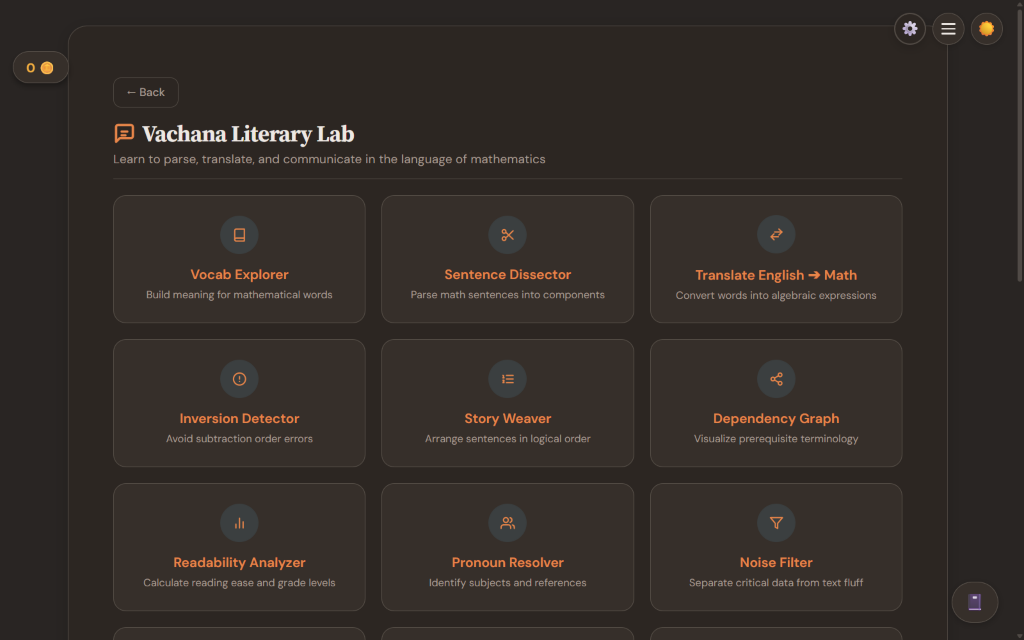 0
← Back
Vachana Literary Lab
Learn to parse, translate, and communicate in the language of mathematics
Vocab Explorer
Build meaning for mathematical words
Sentence Dissector
Parse math sentences into components
Translate English ➔ Math
Convert words into algebraic expressions
Inversion Detector
Avoid subtraction order errors
Story Weaver
Arrange sentences in logical order
Dependency Graph
Visualize prerequisite terminology
Readability Analyzer
Calculate reading ease and grade levels
Pronoun Resolver
Identify subjects and references
Noise Filter
Separate critical data from text fluff